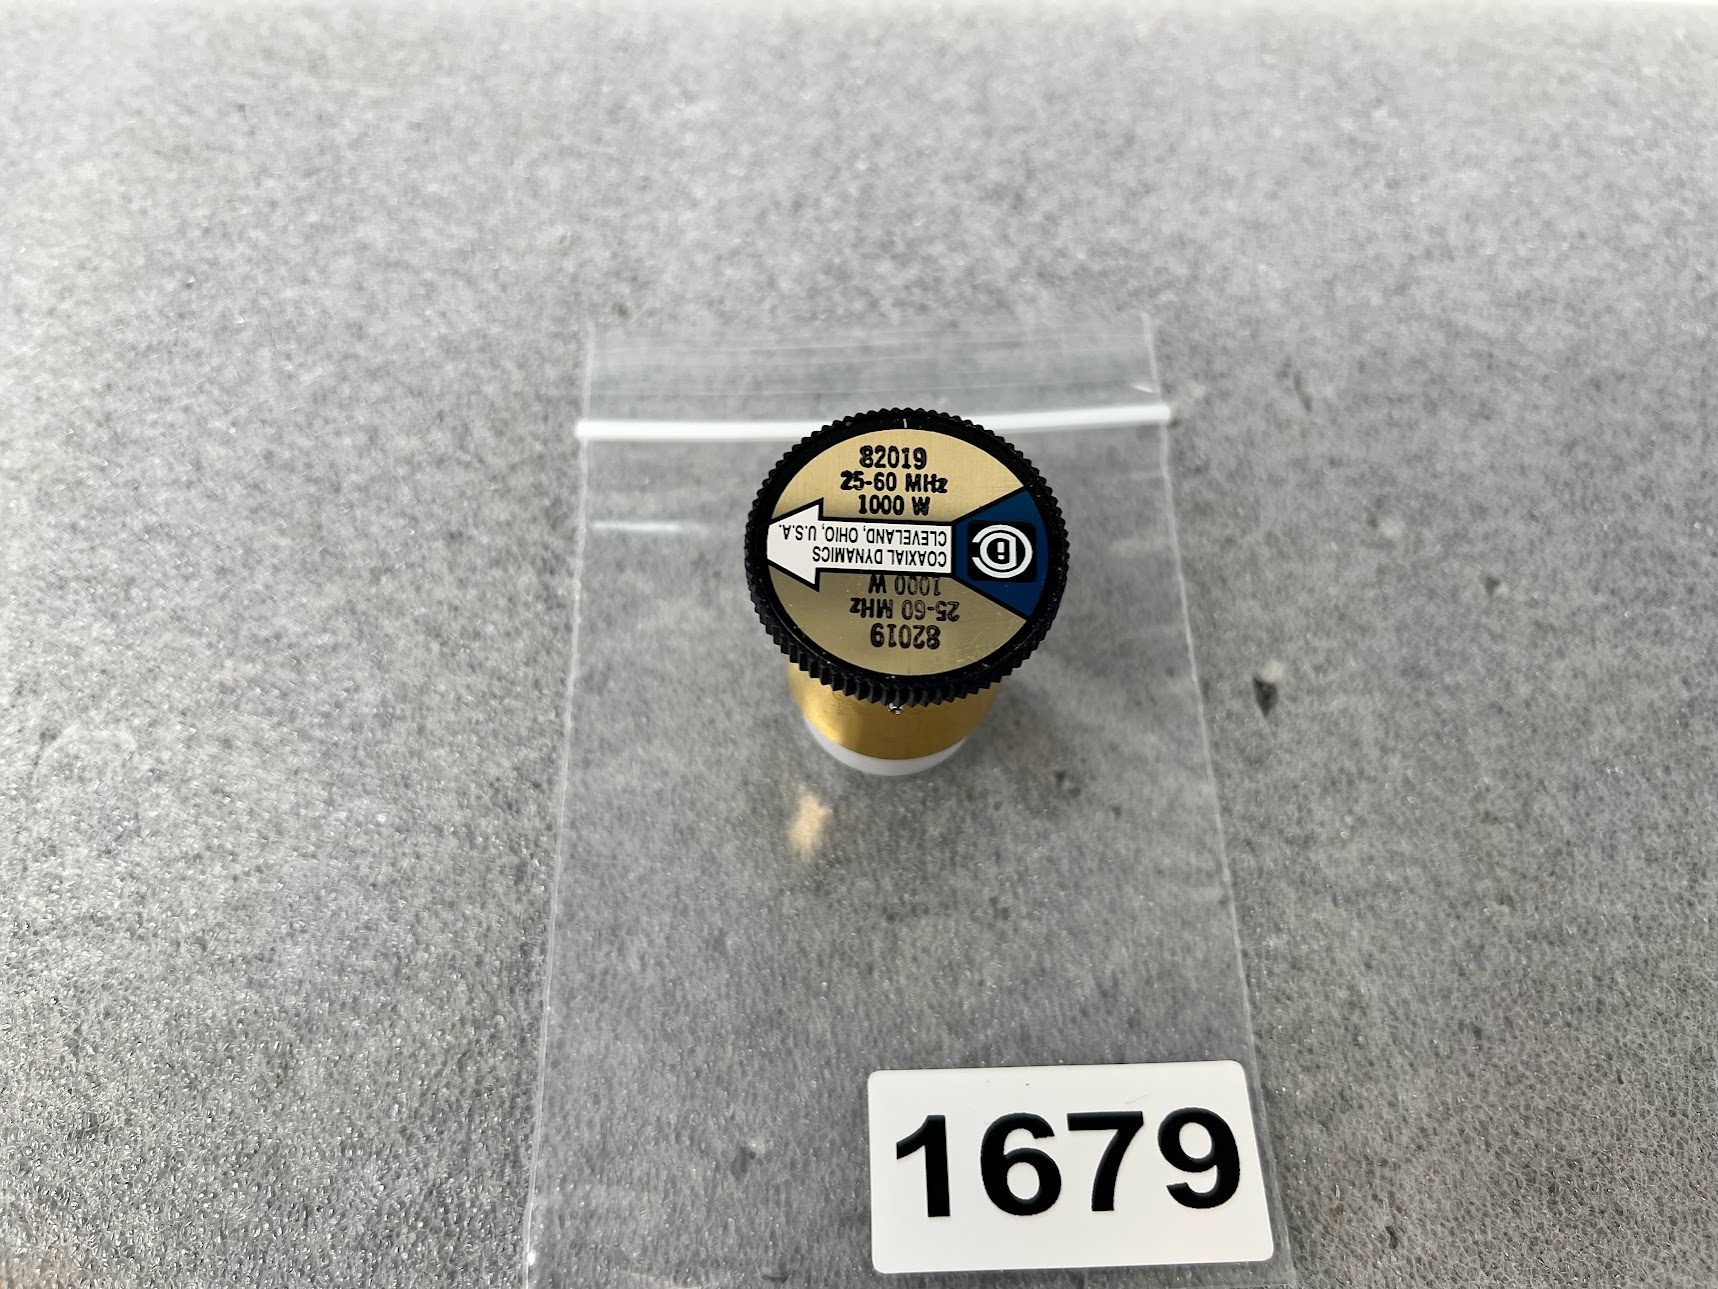 82019
25-60 MHz
1000 W
COAXIAL DYNAMICS
CLEVELAND, OHIO, U.S.A.
1000 W
25-60 MHz
82019
1679